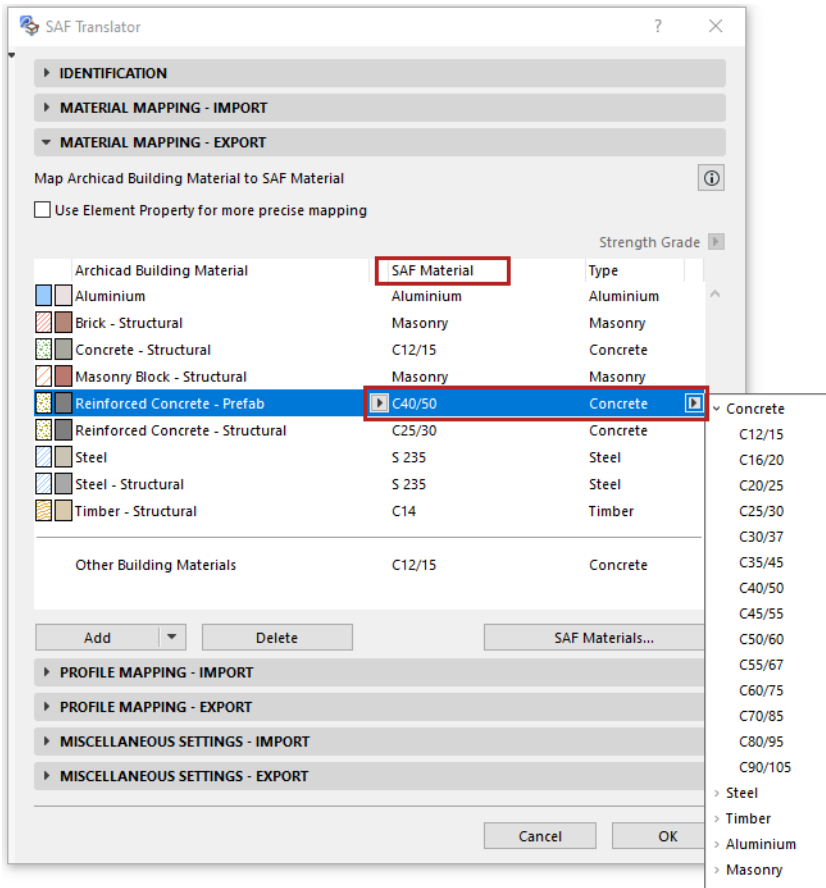 SAF Translator ?
IDENTIFICATION
MATERIAL MAPPING - IMPORT
MATERIAL MAPPING - EXPORT
Map Archicad Building Material to SAF Material
Use Element Property for more precise mapping
Strength Grade
Archicad Building Material SAF Material Type
Aluminium Aluminium Aluminium
Brick - Structural Masonry Masonry
Concrete - Structural C12/15 Concrete
Masonry Block - Structural Masonry Masonry
Reinforced Concrete - Prefab C40/50 Concrete
Reinforced Concrete - Structural C25/30 Concrete
Steel S 235 Steel
Steel - Structural S 235 Steel
Timber - Structural C14 Timber
Other Building Materials C12/15 Concrete
Add Delete SAF Materials...
PROFILE MAPPING - IMPORT
PROFILE MAPPING - EXPORT
MISCELLANEOUS SETTINGS - IMPORT
MISCELLANEOUS SETTINGS - EXPORT
Cancel OK
Concrete
C12/15
C16/20
C20/25
C25/30
C30/37
C35/45
C40/50
C45/55
C50/60
C55/67
C60/75
C70/85
C80/95
C90/105
Steel
Timber
Aluminium
Masonry